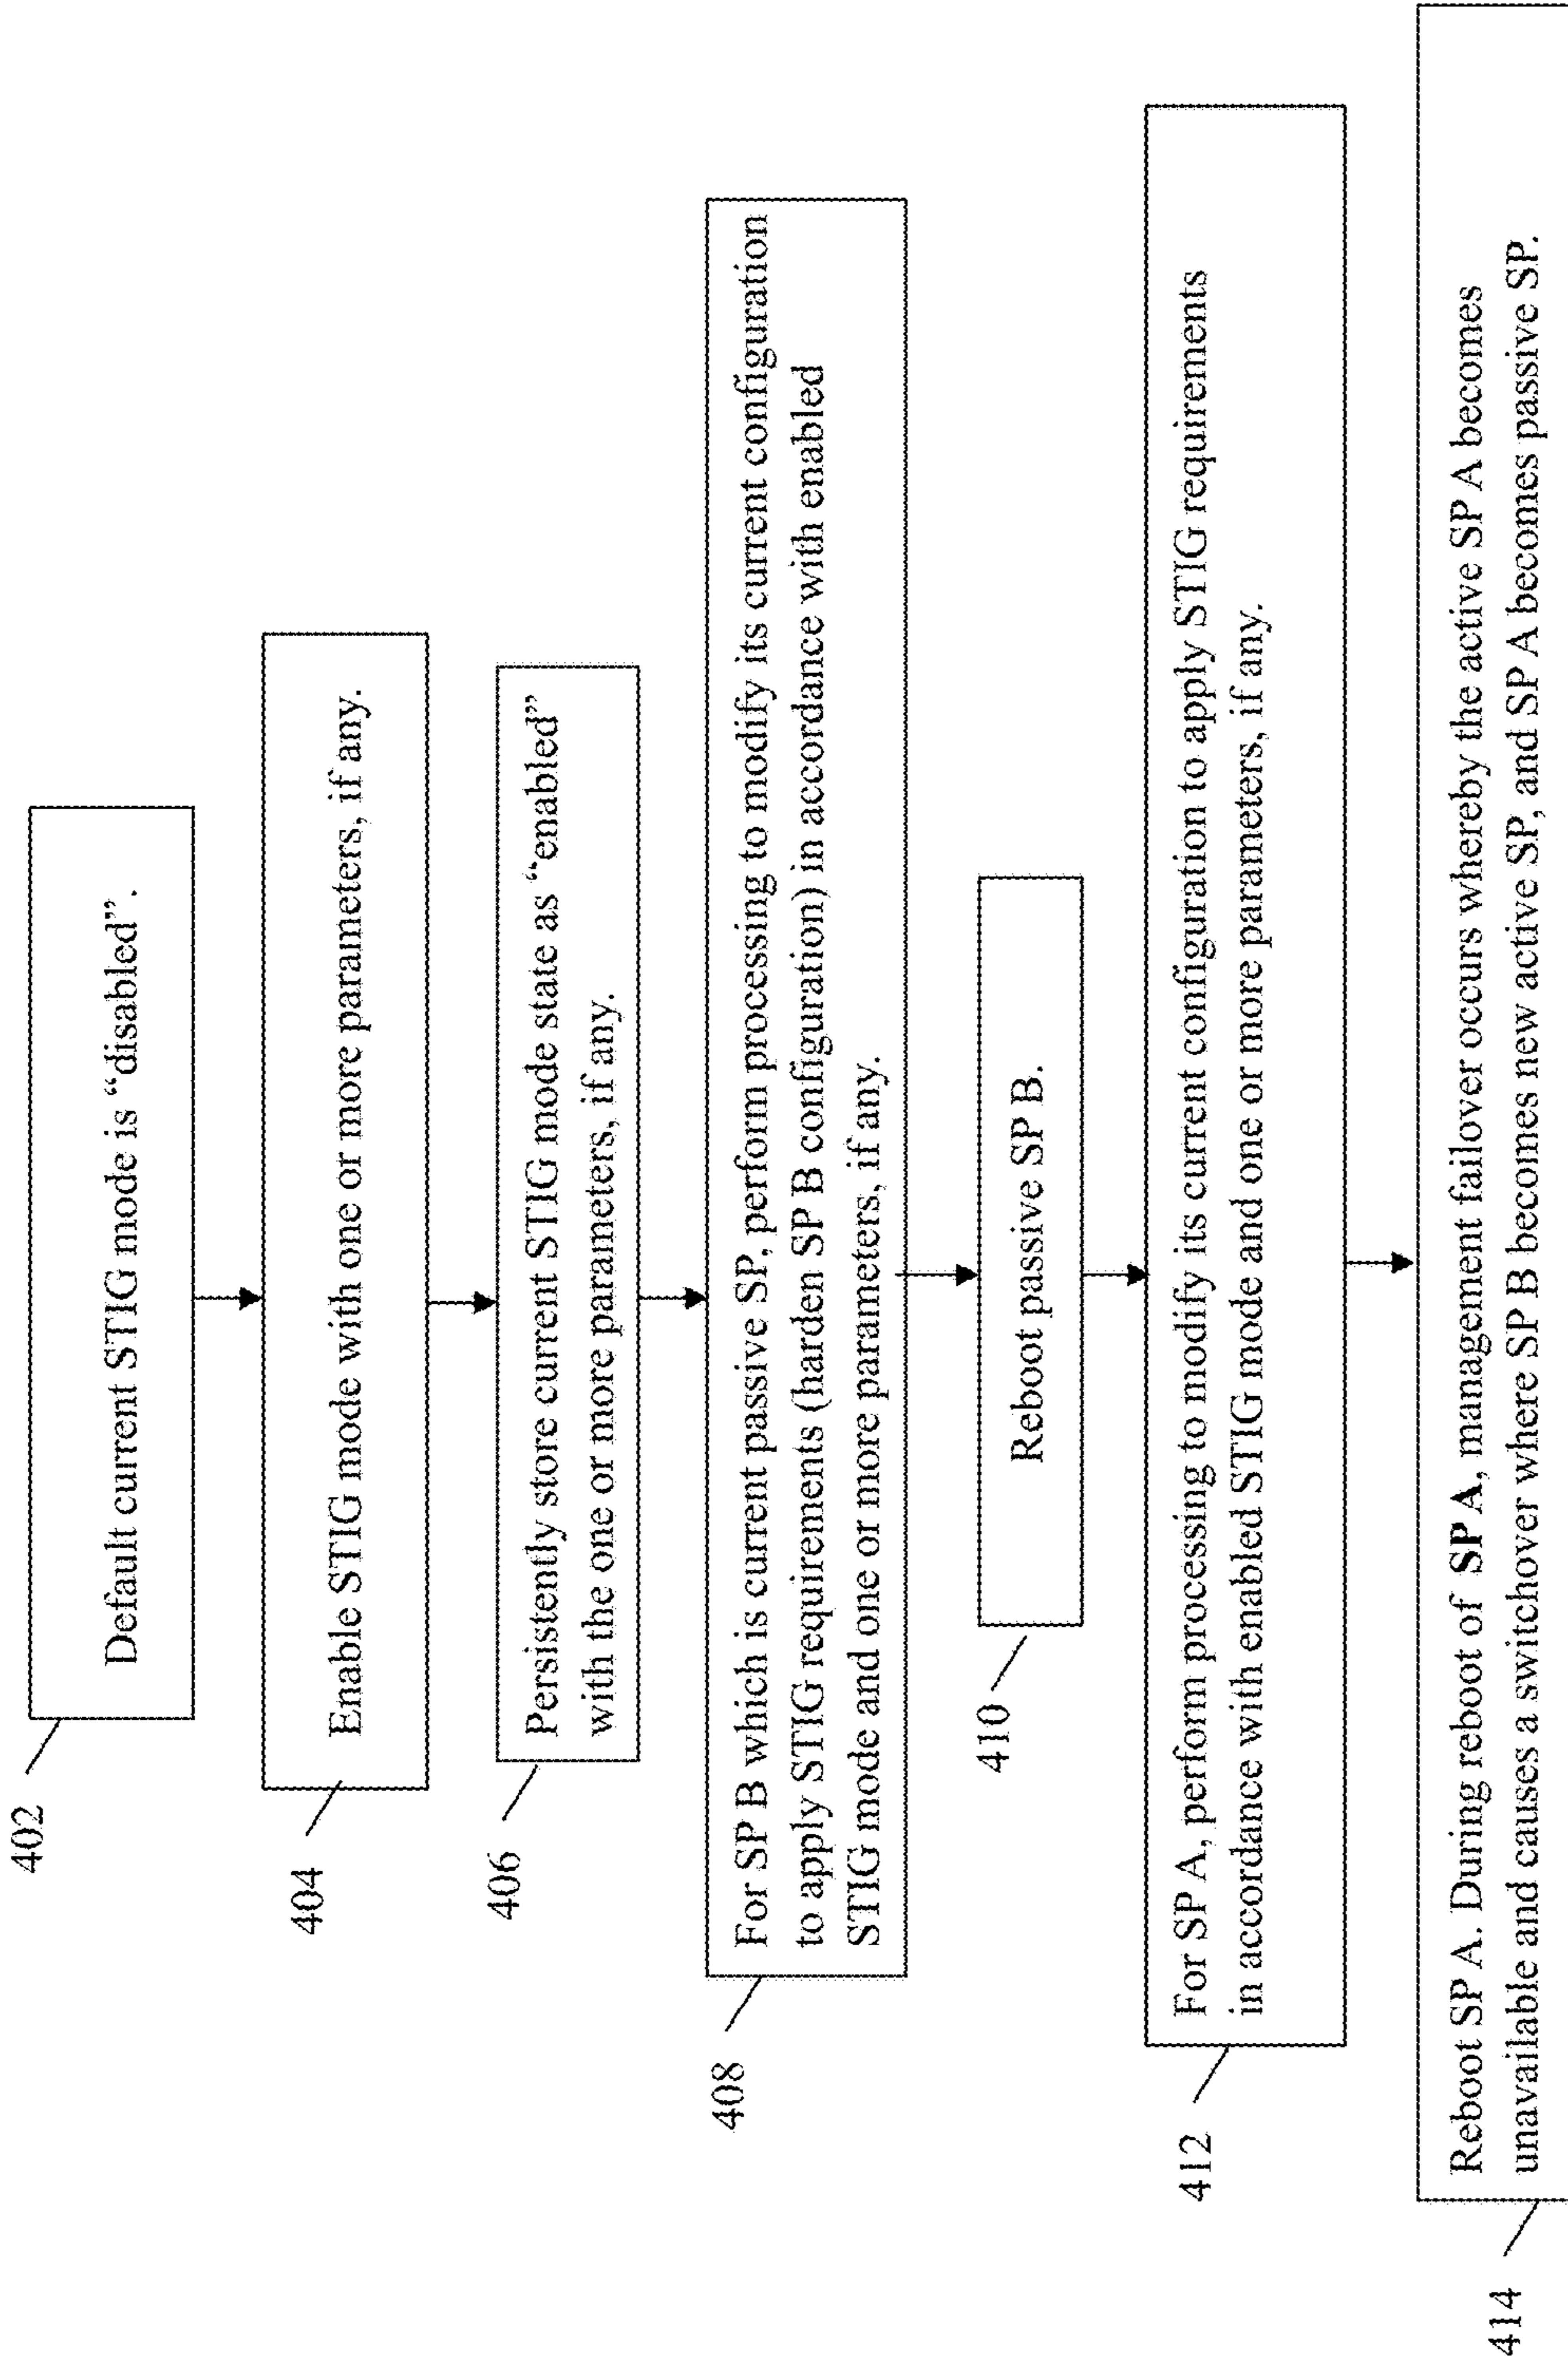 402
Default current STIG mode is “disabled”.
404
Enable STIG mode with one or more parameters, if any.
406
Persistently store current STIG mode state as “enabled”
with the one or more parameters, if any.
408
For SP B which is current passive SP, perform processing to modify its current configuration
to apply STIG requirements (harden SP B configuration) in accordance with enabled
STIG mode and one or more parameters, if any.
410
Reboot passive SP B.
412
For SP A, perform processing to modify its current configuration to apply STIG requirements
in accordance with enabled STIG mode and one or more parameters, if any.
414
Reboot SP A. During reboot of SP A, management failover occurs whereby the active SP A becomes
unavailable and causes a switchover where SP B becomes new active SP, and SP A becomes passive SP.